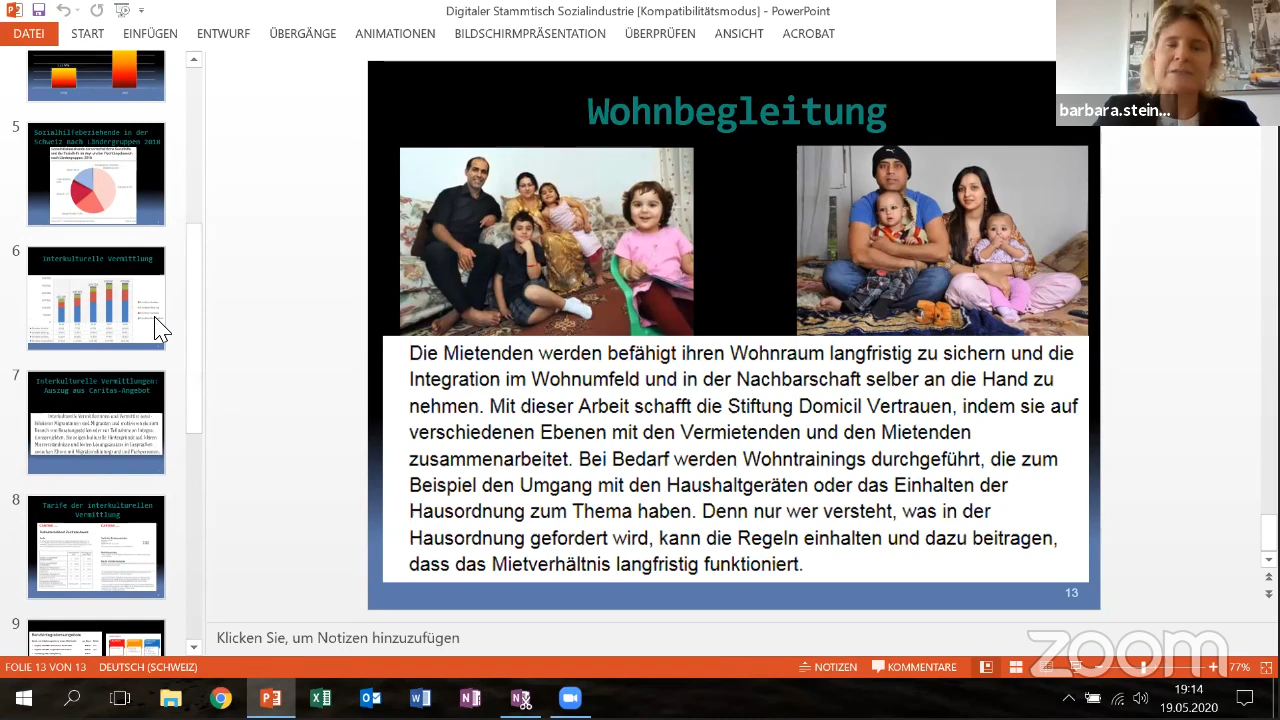 Digitaler Stammtisch Sozialindustrie [Kompatibilitätsmodus] - PowerPoint
DATEI START EINFÜGEN ENTWURF ÜBERGÄNGE ANIMATIONEN BILDSCHIRMPRÄSENTATION ÜBERPRÜFEN ANSICHT ACROBAT
barbara.stein...
5
Sozialhilfebeziehende in der
Schweiz nach Ländergruppen 2018
6
Interkulturelle Vermittlung
7
Interkulturelle Vermittlungen:
Auszug aus Caritas-Angebot
8
Tarife der interkulturellen
Vermittlung
9
Wohnbegleitung
Die Mietenden werden befähigt ihren Wohnraum langfristig zu sichern und die
Integration im Wohnumfeld und in der Nachbarschaft selber an die Hand zu
nehmen. Mit dieser Arbeit schafft die Stiftung Domicil Vertrauen, indem sie auf
verschiedenen Ebenen mit den Vermietenden und den Mietenden
zusammenarbeitet. Bei Bedarf werden Wohntrainings durchgeführt, die zum
Beispiel den Umgang mit den Haushaltgeräten oder das Einhalten der
Hausordnung zum Thema haben. Denn nur wer versteht, was in der
Hausordnung gefordert wird, kann die Regeln einhalten und dazu beitragen,
dass das Mietverhältnis langfristig funktioniert.
13
Klicken Sie, um Notizen hinzuzufügen
zoom
FOLIE 13 VON 13 DEUTSCH (SCHWEIZ) NOTIZEN KOMMENTARE 77%
19:14
19.05.2020